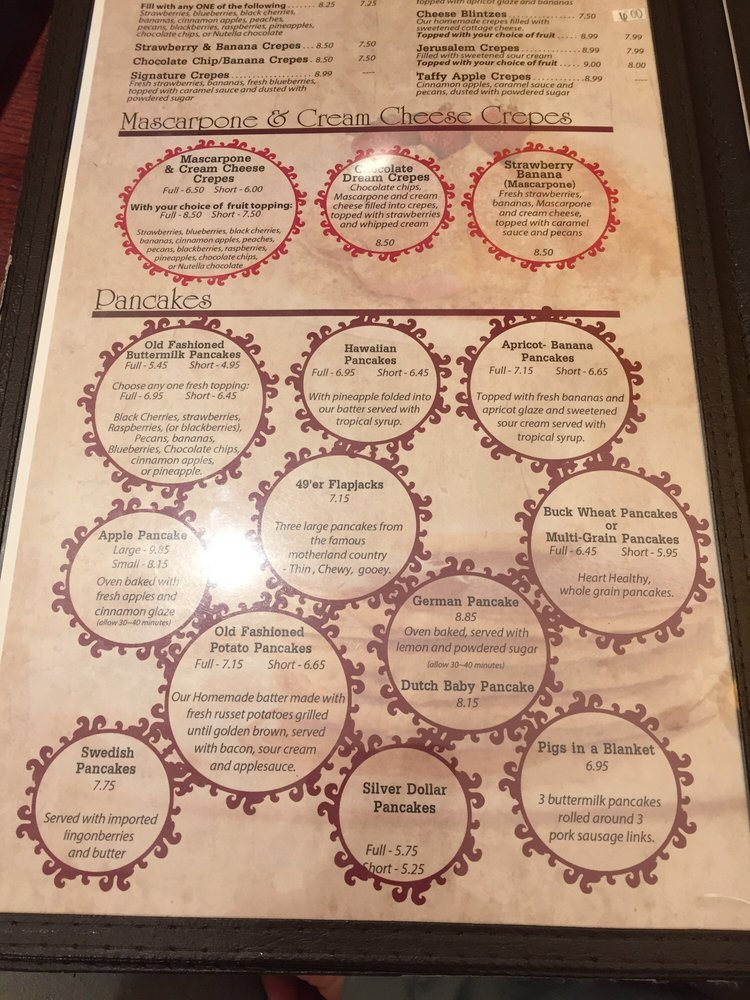 Fill with any ONE of the following ....... 8.25 7.25
Strawberries, blueberries, black cherries,
bananas, cinnamon apples, peaches,
pecans, blackberries, raspberries, pineapples,
chocolate chips, or Nutella chocolate
Strawberry & Banana Crepes .. 8.50 7.50
Chocolate Chip/Banana Crepes . 8.50 7.50
Signature Crepes .................. 8.99 ----
Fresh strawberries, bananas, fresh blueberries,
topped with caramel sauce and dusted with
powdered sugar
topped with apricot glaze and sweetened
Cheese Blintzes ................ 7.50 10.00
Our homemade crepes filled with
sweetened cottage cheese.
Topped with your choice of fruit ..... 8.99 7.99
Jerusalem Crepes ............. 8.99 7.99
Filled with sweetened sour cream
Topped with your choice of fruit .... 9.00 8.00
Taffy Apple Crepes ............. 8.99 ----
Cinnamon apples, caramel sauce and
pecans, dusted with powdered sugar
Mascarpone & Cream Cheese Crepes
Mascarpone
& Cream Cheese
Crepes
Full - 6.50 Short - 6.00
With your choice of fruit topping:
Full - 8.50 Short - 7.50
Strawberries, blueberries, black cherries,
bananas, cinnamon apples, peaches,
pecans, blackberries, raspberries,
pineapples, chocolate chips,
or Nutella chocolate
Chocolate
Dream Crepes
Chocolate chips,
Mascarpone and cream
cheese filled into crepes,
topped with strawberries
and whipped cream
8.50
Strawberry
Banana
(Mascarpone)
Fresh strawberries,
bananas, Mascarpone
and cream cheese,
topped with caramel
sauce and pecans
8.50
Pancakes
Old Fashioned
Buttermilk Pancakes
Full - 5.45 Short - 4.95
Choose any one fresh topping:
Full - 6.95 Short - 6.45
Black Cherries, strawberries,
Raspberries, (or blackberries),
Pecans, bananas,
Blueberries, Chocolate chips,
cinnamon apples,
or pineapple.
Hawaiian
Pancakes
Full - 6.95 Short - 6.45
With pineapple folded into
our batter served with
tropical syrup.
Apricot- Banana
Pancakes
Full - 7.15 Short - 6.65
Topped with fresh bananas and
apricot glaze and sweetened
sour cream served with
tropical syrup.
49'er Flapjacks
7.15
Three large pancakes from
the famous
motherland country
- Thin , Chewy, gooey.
Apple Pancake
Large - 9.85
Small - 8.15
Oven baked with
fresh apples and
cinnamon glaze
(allow 30~40 minutes)
Buck Wheat Pancakes
or
Multi-Grain Pancakes
Full - 6.45 Short - 5.95
Heart Healthy,
whole grain pancakes.
German Pancake
8.85
Oven baked, served with
lemon and powdered sugar
(allow 30~40 minutes)
Dutch Baby Pancake
8.15
Old Fashioned
Potato Pancakes
Full - 7.15 Short - 6.65
Our Homemade batter made with
fresh russet potatoes grilled
until golden brown, served
with bacon, sour cream
and applesauce.
Swedish
Pancakes
7.75
Served with imported
lingonberries
and butter
Silver Dollar
Pancakes
Full - 5.75
Short - 5.25
Pigs in a Blanket
6.95
3 buttermilk pancakes
rolled around 3
pork sausage links.